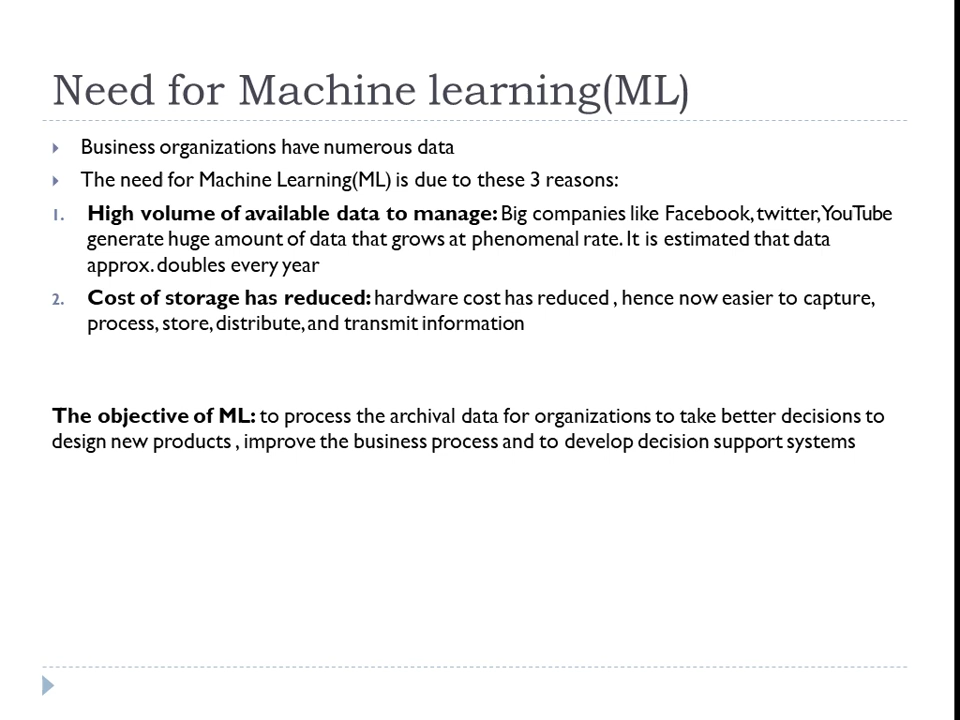 Need for Machine learning(ML)
Business organizations have numerous data
The need for Machine Learning(ML) is due to these 3 reasons:
1. High volume of available data to manage: Big companies like Facebook, twitter, YouTube
generate huge amount of data that grows at phenomenal rate. It is estimated that data
approx. doubles every year
2. Cost of storage has reduced: hardware cost has reduced , hence now easier to capture,
process, store, distribute, and transmit information
The objective of ML: to process the archival data for organizations to take better decisions to
design new products , improve the business process and to develop decision support systems